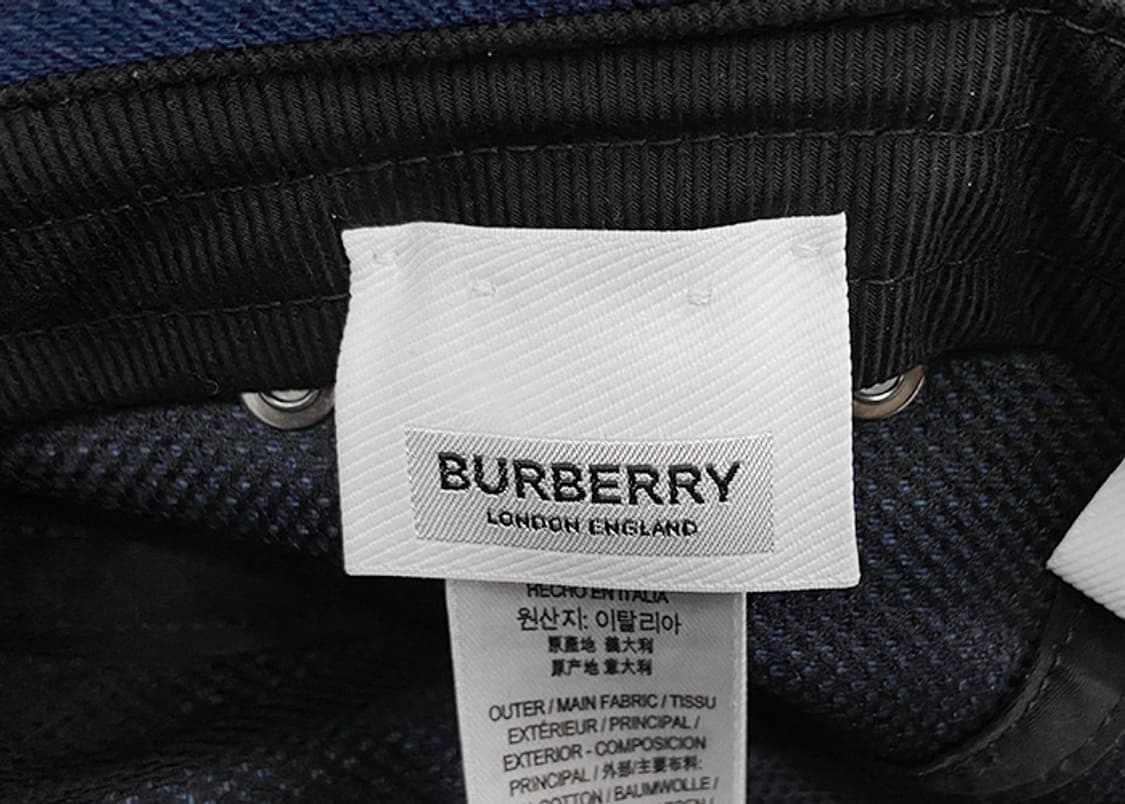 BURBERRY
LONDON ENGLAND
HECHO EN ITALIA
원산지: 이탈리아
原產地 義大利
原产地 意大利
OUTER / MAIN FABRIC / TISSU
EXTÉRIEUR / PRINCIPAL /
EXTERIOR - COMPOSICION
PRINCIPAL / 外部/主要布料:
COTTON / BAUMWOLLE /